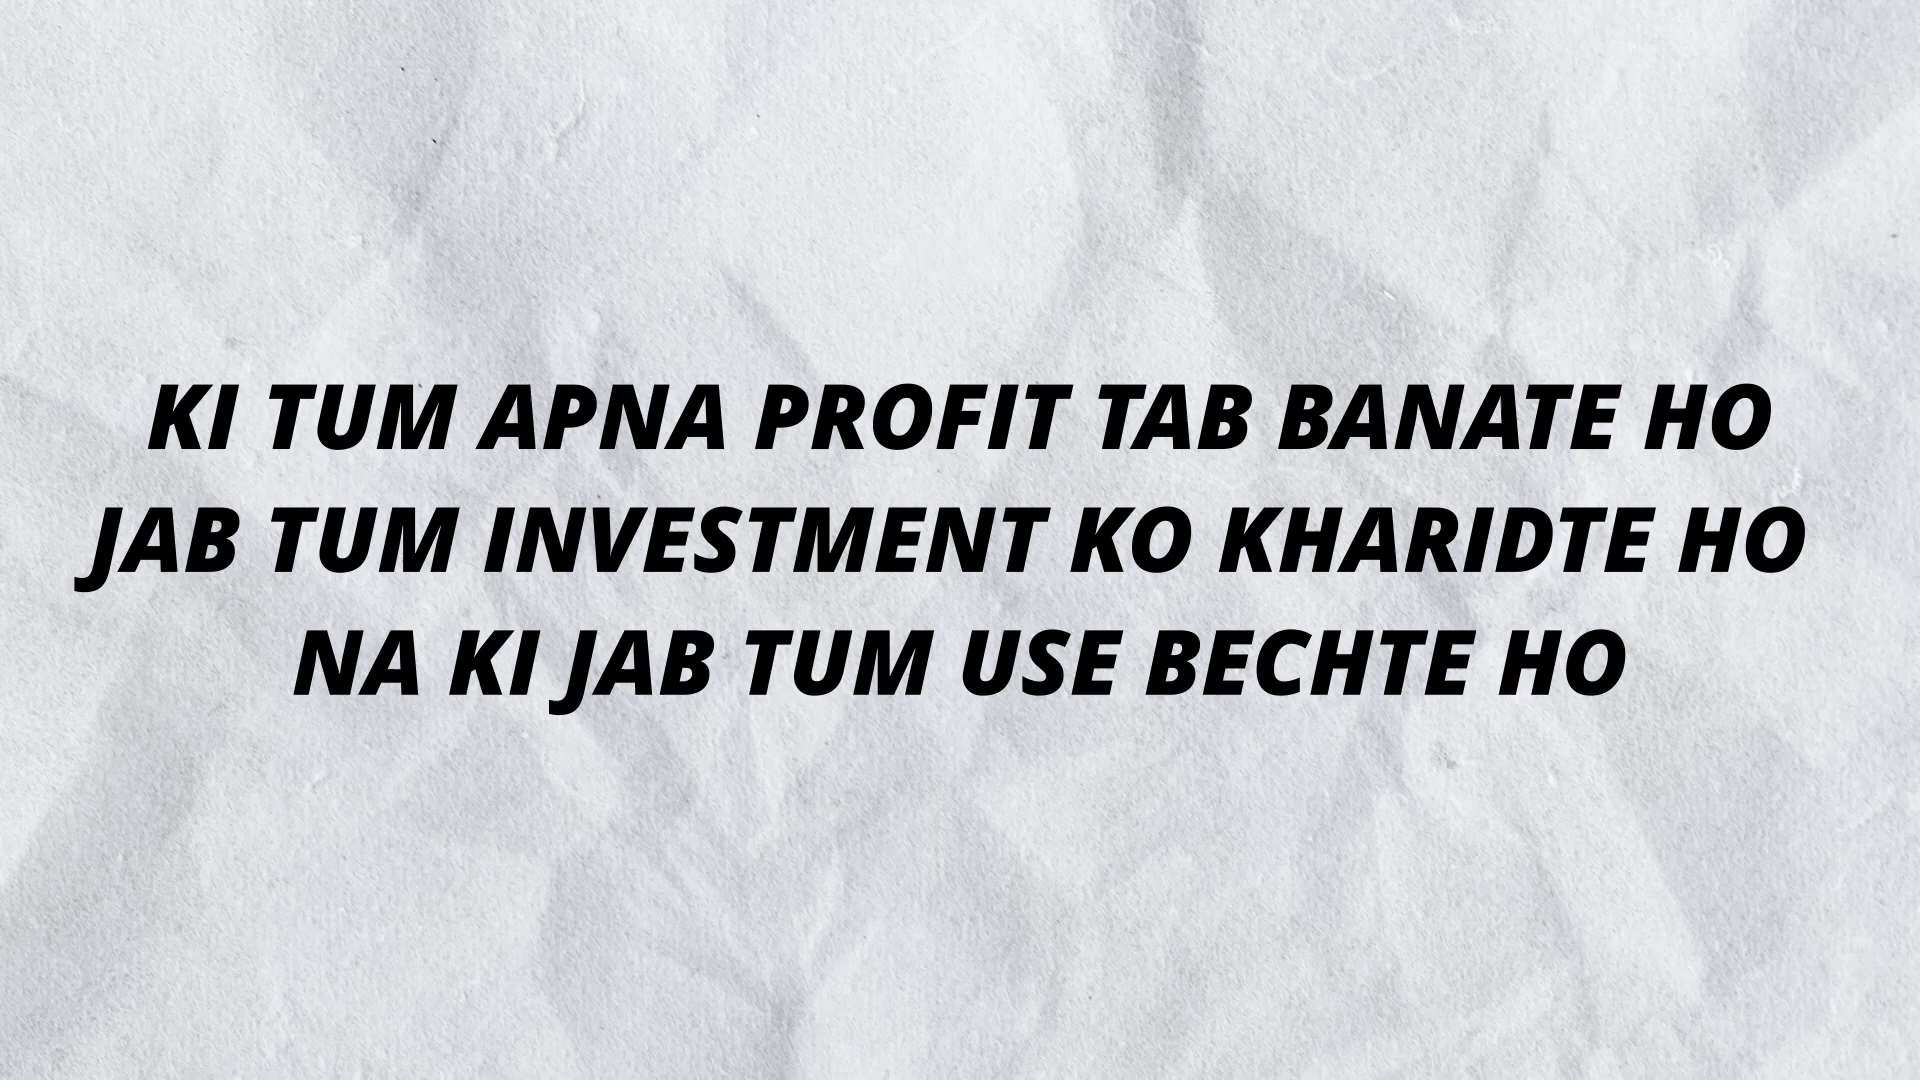 KI TUM APNA PROFIT TAB BANATE HO
JAB TUM INVESTMENT KO KHARIDTE HO
NA KI JAB TUM USE BECHTE HO